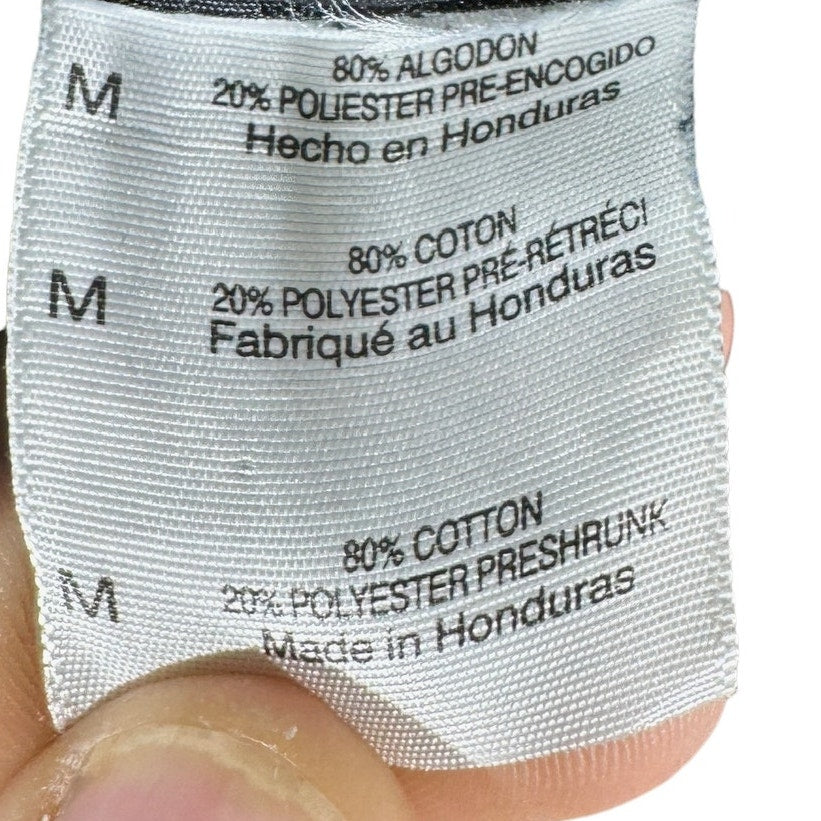 80% ALGODON
M 20% POLIESTER PRE-ENCOGIDO
Hecho en Honduras
80% COTON
M 20% POLYESTER PRÉ-RÉTRÉCI
Fabriqué au Honduras
80% COTTON
M 20% POLYESTER PRESHRUNK
Made in Honduras